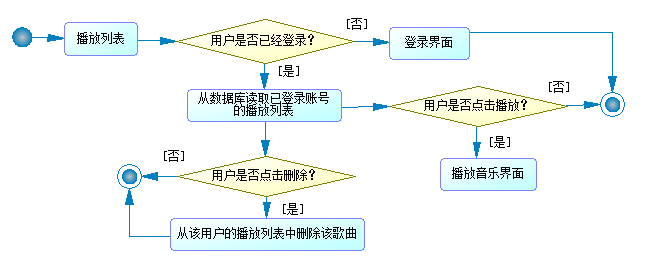 播放列表
用户是否已经登录？
[否]
登录界面
[是]
从数据库读取已登录账号
的播放列表
用户是否点击播放？
[否]
[是]
播放音乐界面
用户是否点击删除？
[否]
[是]
从该用户的播放列表中删除该歌曲